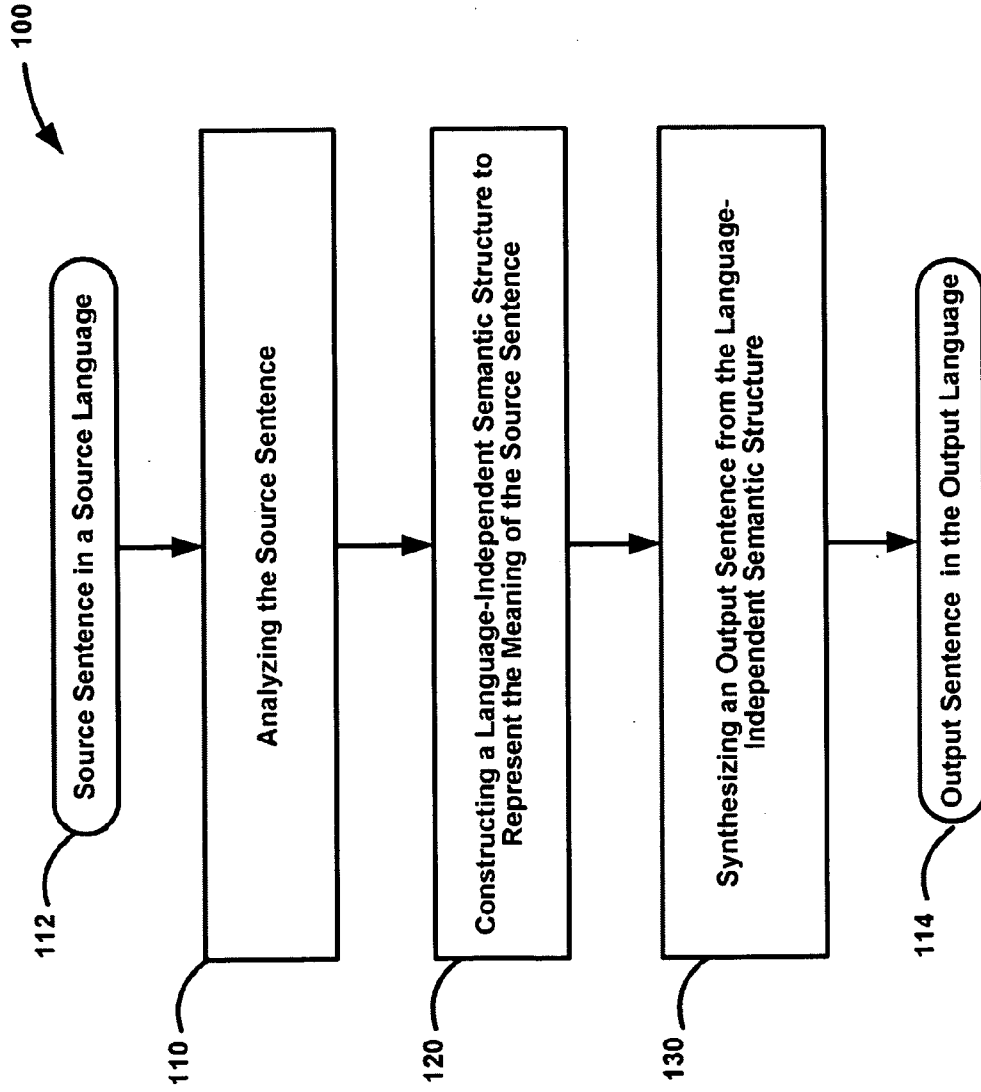 100
112
Source Sentence in a Source Language
110
Analyzing the Source Sentence
120
Constructing a Language-Independent Semantic Structure to
Represent the Meaning of the Source Sentence
130
Synthesizing an Output Sentence from the Language-
Independent Semantic Structure
114
Output Sentence in the Output Language